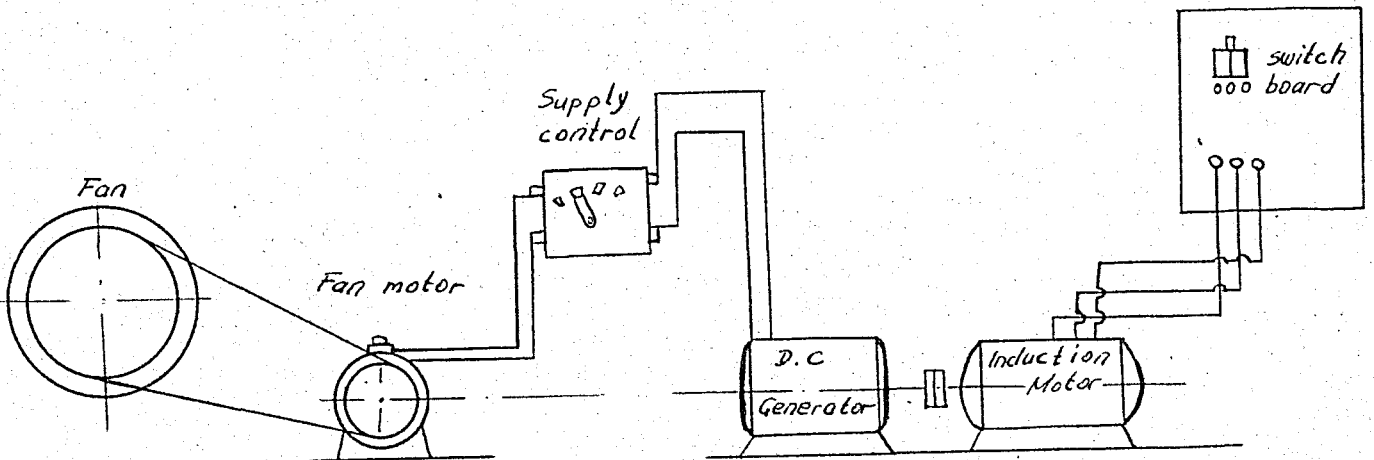 switch
board
Supply
control
Fan
Fan motor
D.C
Generator
Induction
Motor